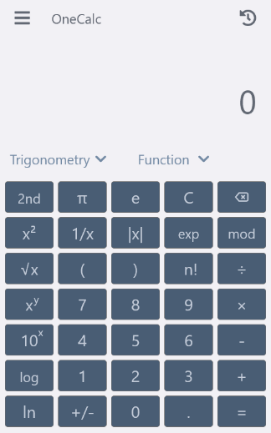 OneCalc
0
Trigonometry Function
2nd π e C
x² 1/x |x| exp mod
√x ( ) n! ÷
xʸ 7 8 9 ×
10ˣ 4 5 6 -
log 1 2 3 +
ln +/- 0 . =